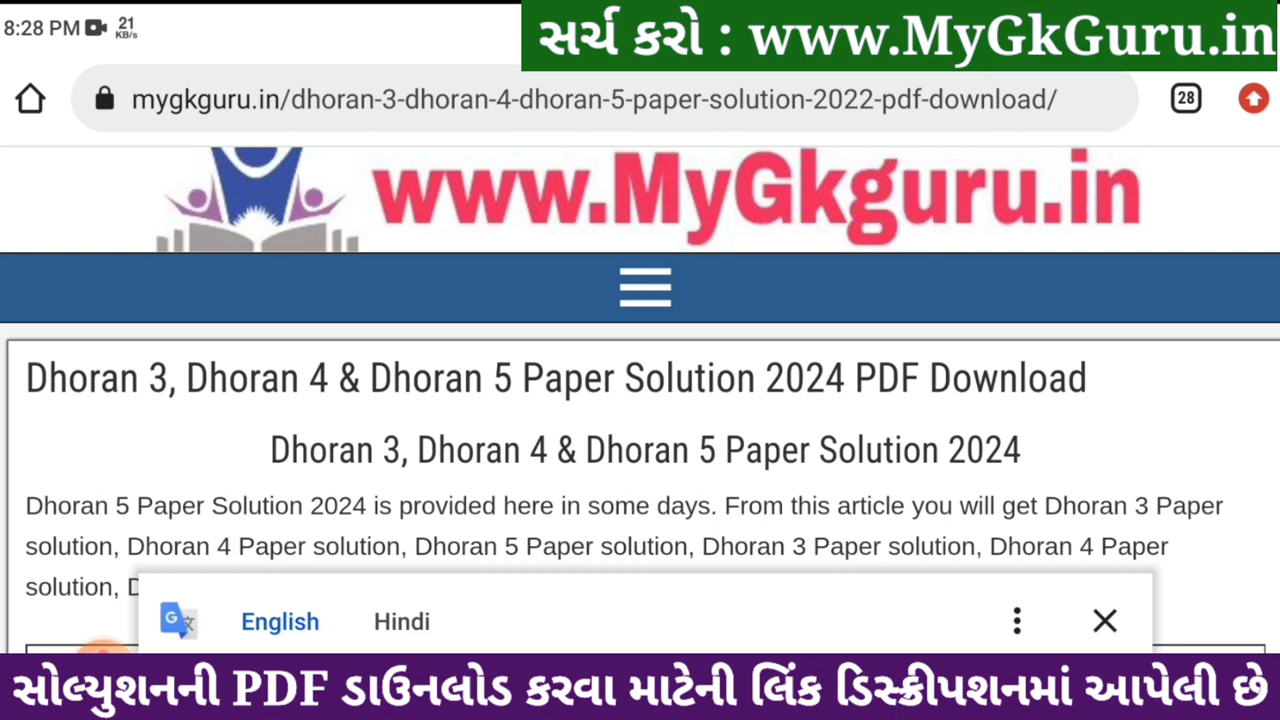 સર્ચ કરો : www.MyGkGuru.in
8:28 PM 21 KB/s
mygkguru.in/dhoran-3-dhoran-4-dhoran-5-paper-solution-2022-pdf-download/
28
www.MyGkguru.in
Dhoran 3, Dhoran 4 & Dhoran 5 Paper Solution 2024 PDF Download
Dhoran 3, Dhoran 4 & Dhoran 5 Paper Solution 2024
Dhoran 5 Paper Solution 2024 is provided here in some days. From this article you will get Dhoran 3 Paper
solution, Dhoran 4 Paper solution, Dhoran 5 Paper solution, Dhoran 3 Paper solution, Dhoran 4 Paper
solution,
English Hindi
સોલ્યુશનની PDF ડાઉનલોડ કરવા માટેની લિંક ડિસ્ક્રીપશનમાં આપેલી છે